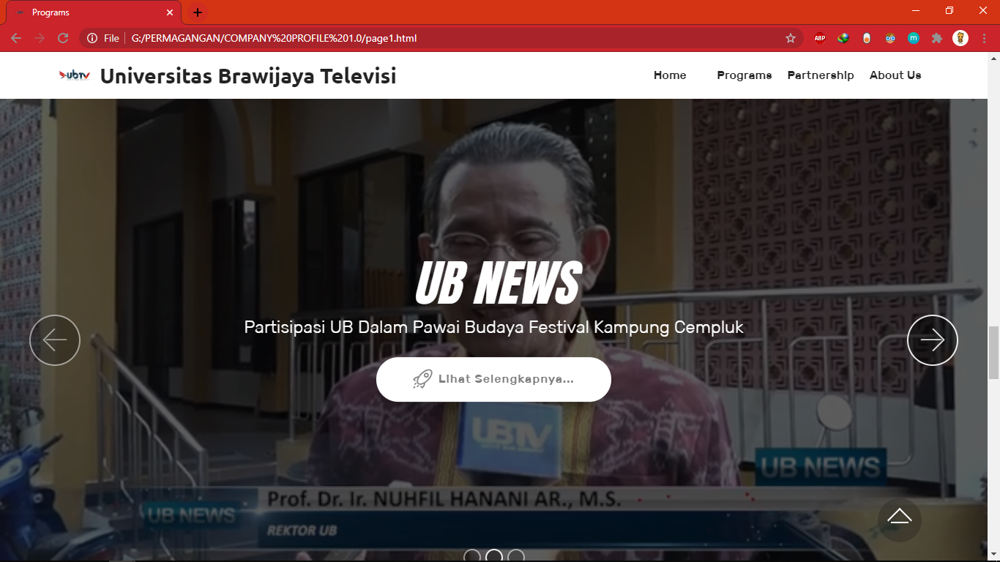 Programs
File
G:/PERMAGANGAN/COMPANY%20PROFILE%201.0/page1.html
ABP
m
UBTV
Universitas Brawijaya Televisi
Home
Programs
Partnership
About Us
UB NEWS
Partisipasi UB Dalam Pawai Budaya Festival Kampung Cempluk
Lihat Selengkapnya...
UBTV
UB NEWS
Prof. Dr. Ir. NUHFIL HANANI AR., M.S.
UB NEWS
REKTOR UB